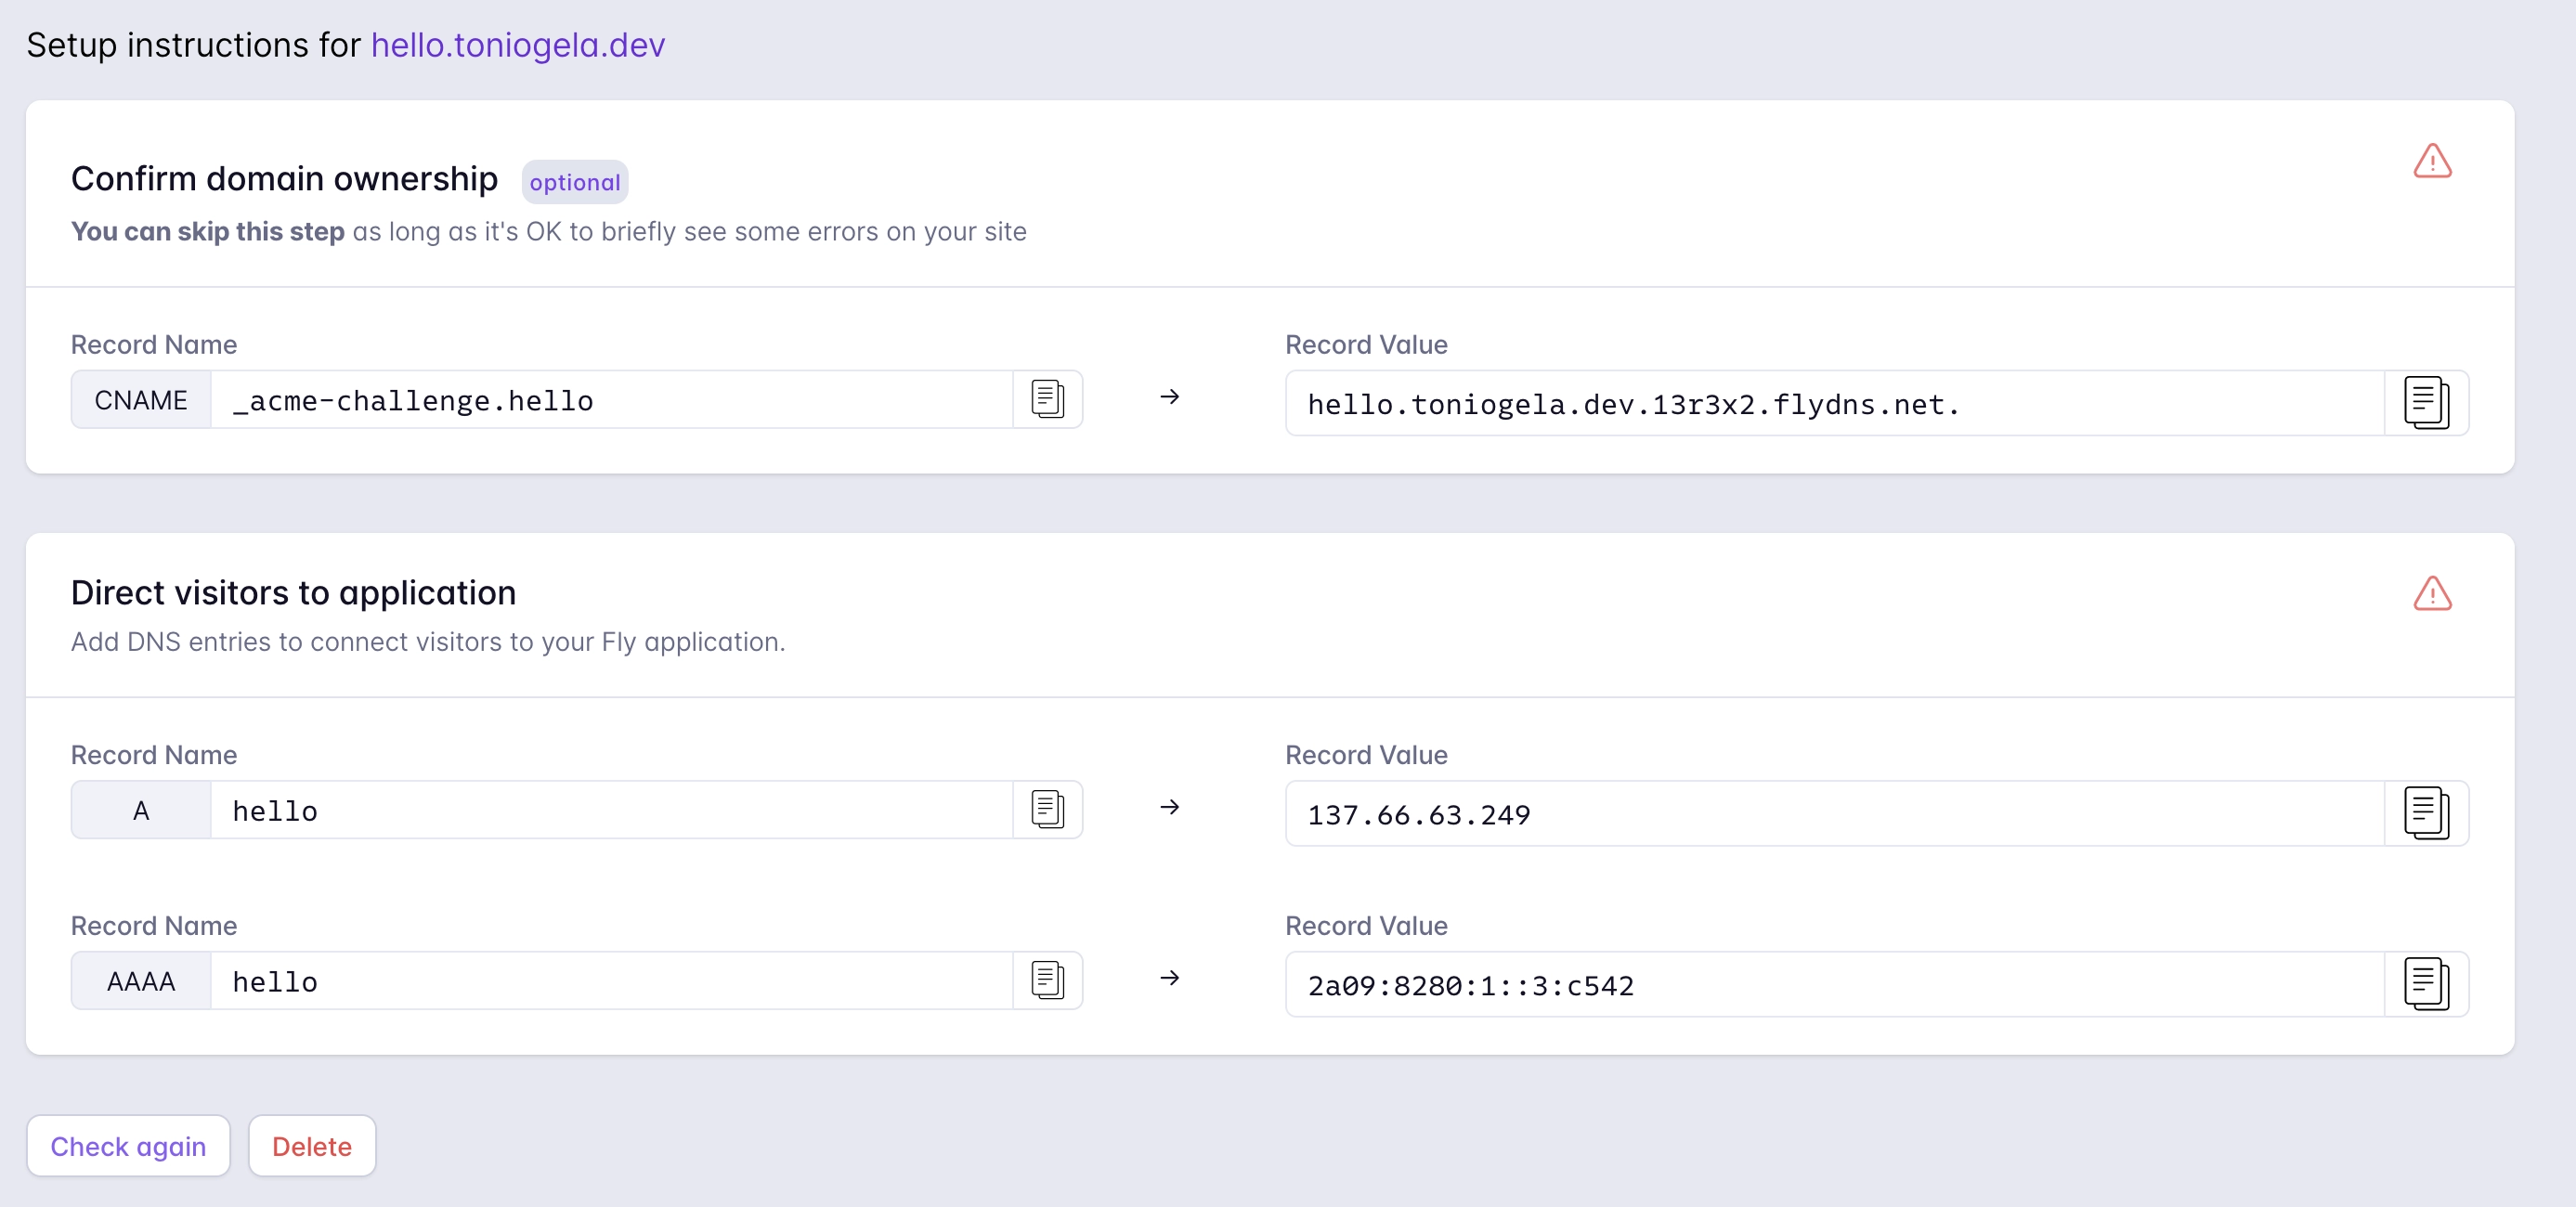 Setup instructions for hello.toniogela.dev
Confirm domain ownership optional
You can skip this step as long as it's OK to briefly see some errors on your site
Record Name
Record Value
CNAME _acme-challenge.hello → hello.toniogela.dev.13r3x2.flydns.net.
Direct visitors to application
Add DNS entries to connect visitors to your Fly application.
Record Name
Record Value
A hello → 137.66.63.249
Record Name
Record Value
AAAA hello → 2a09:8280:1::3:c542
Check again
Delete